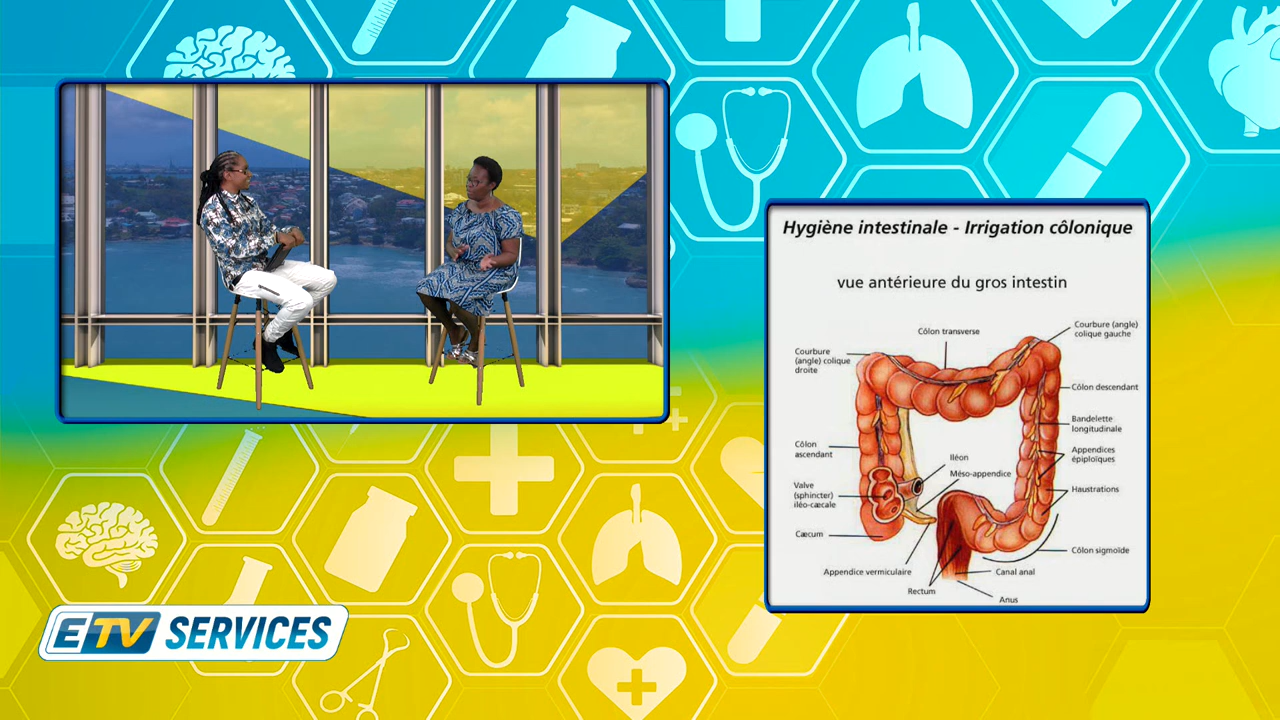 Hygiène intestinale - Irrigation côlonique
vue antérieure du gros intestin
Côlon transverse
Courbure (angle)
colique gauche
Courbure
(angle) colique
droite
Côlon descendant
Bandelette
longitudinale
Côlon
ascendant
Iléon
Appendices
épiploïques
Méso-appendice
Valve
(sphincter)
iléo-cæcale
Haustrations
Cæcum
Côlon sigmoïde
Appendice vermiculaire
Canal anal
Rectum
Anus
ETV SERVICES